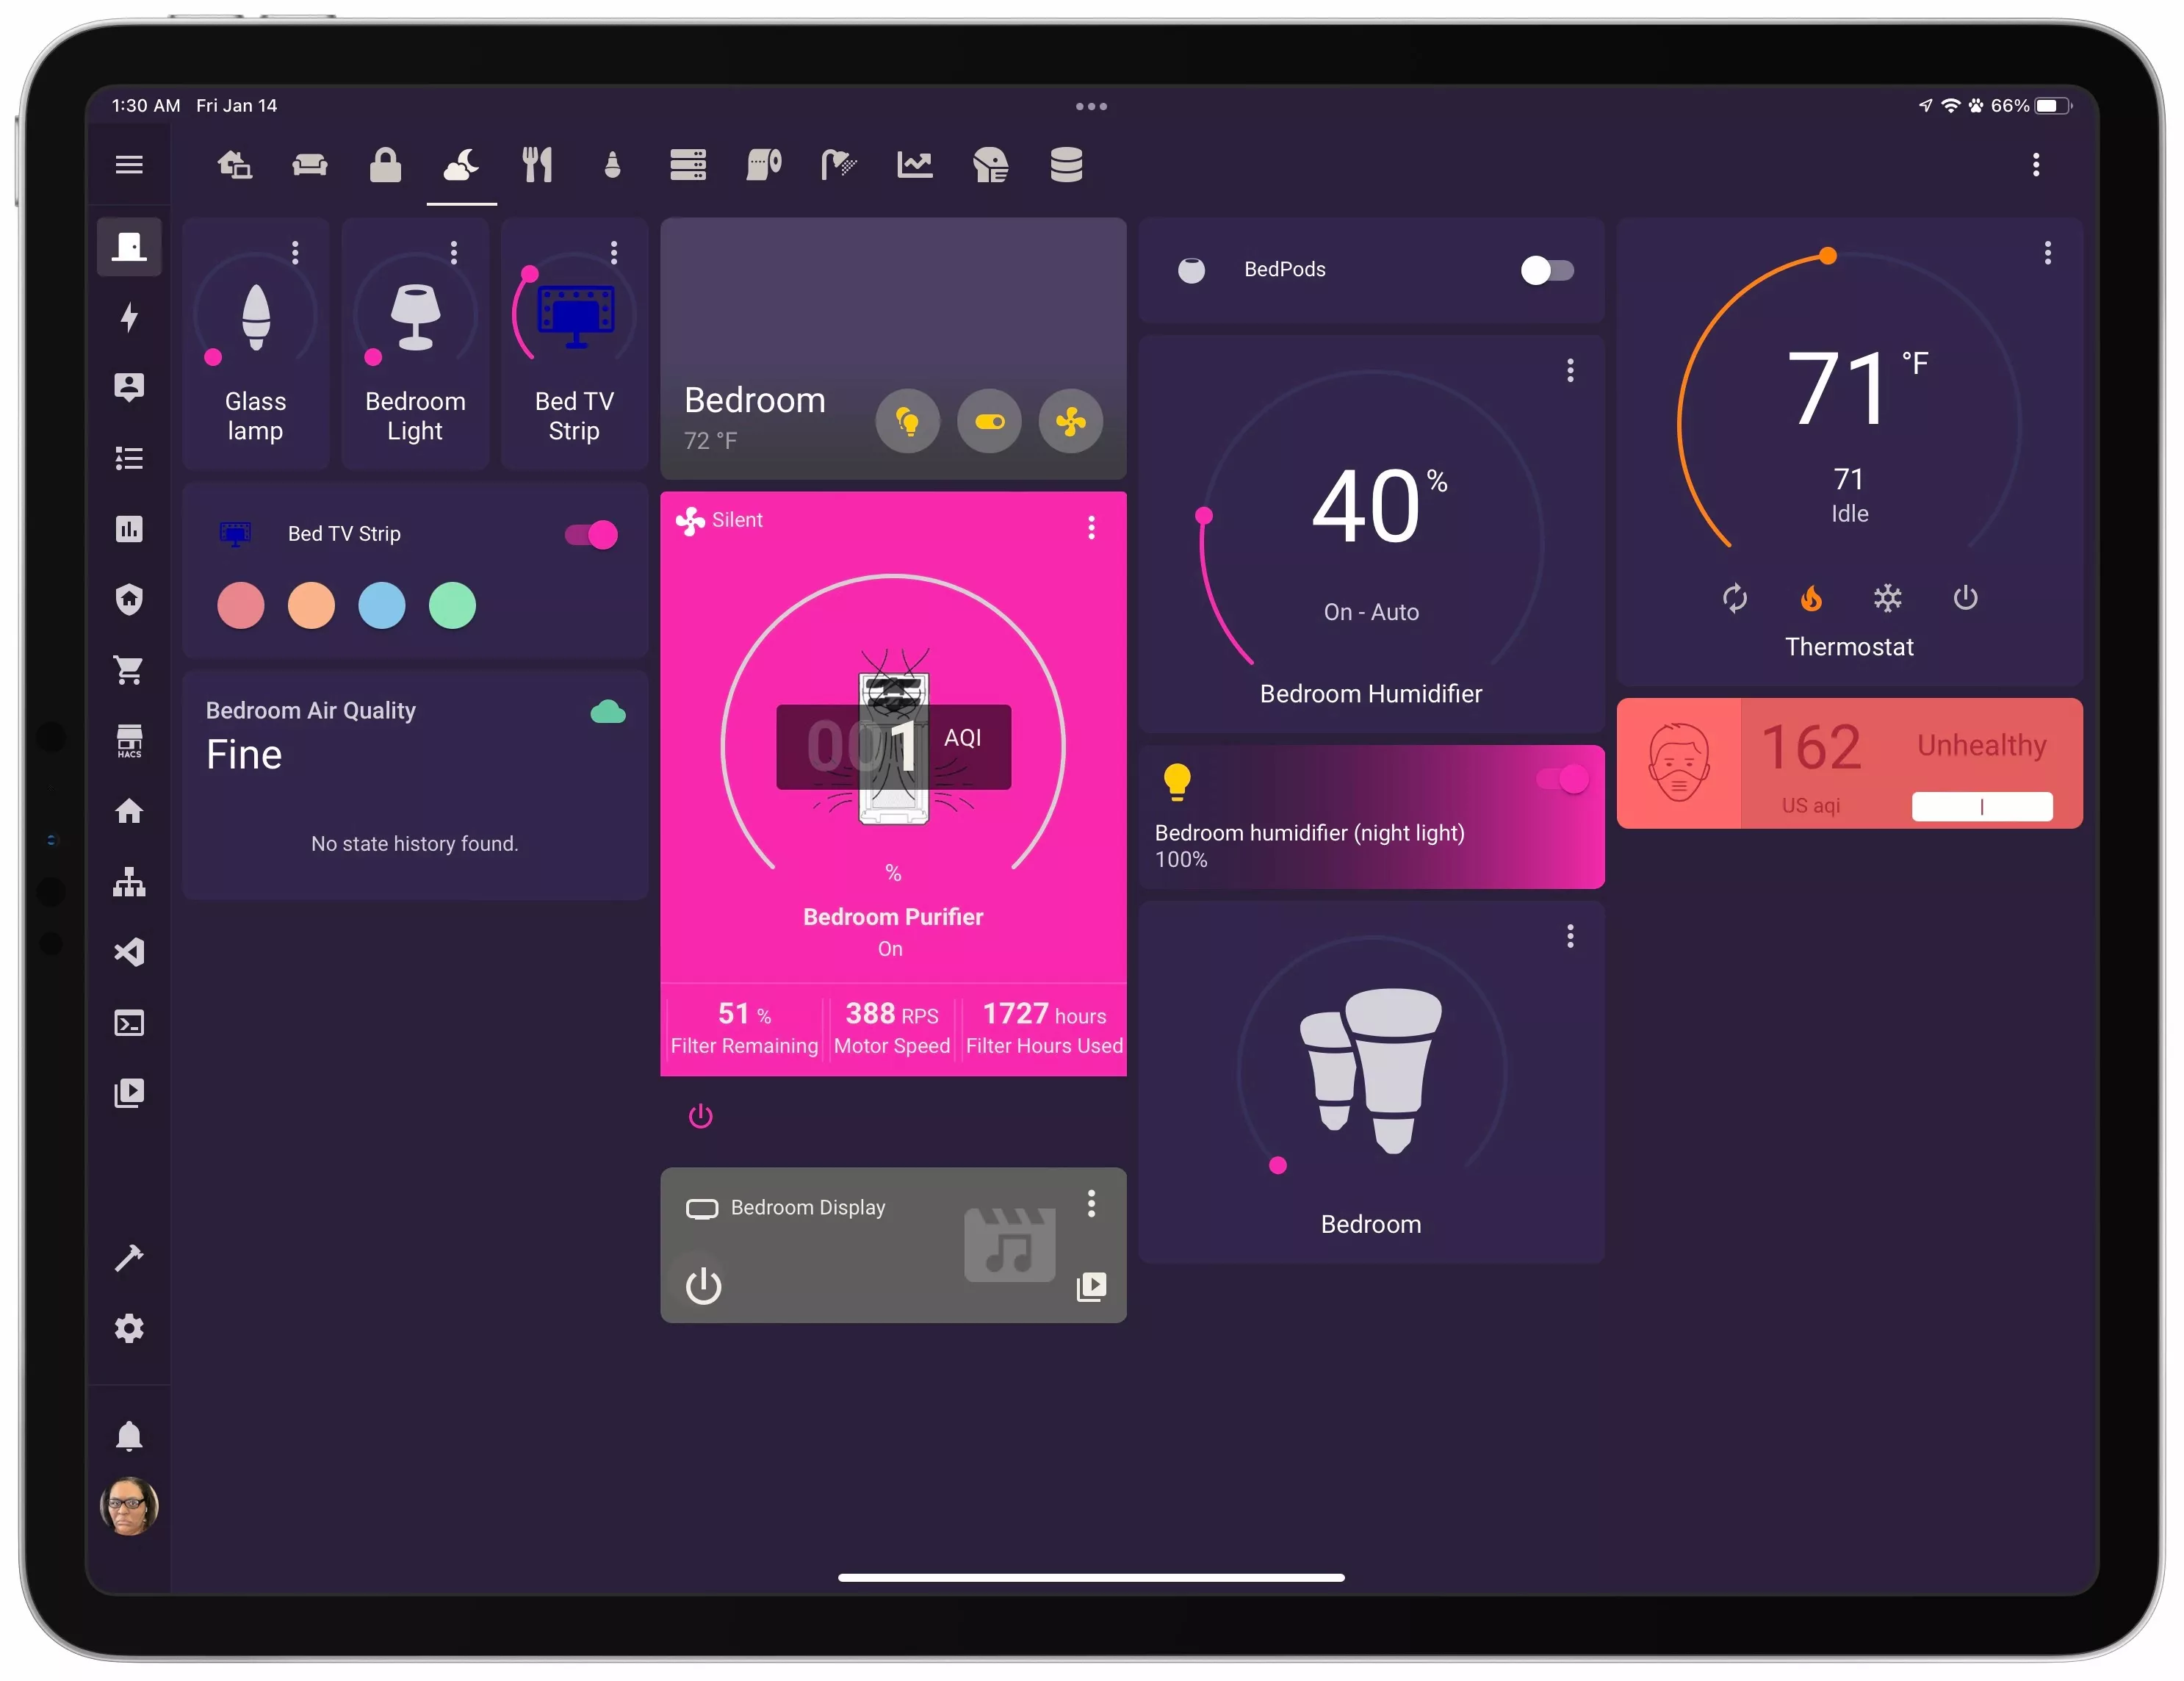 1:30 AM Fri Jan 14
66%
HACS
Glass
lamp
Bedroom
Light
Bed TV
Strip
Bed TV Strip
Bedroom Air Quality
Fine
No state history found.
Bedroom
72 °F
Silent
001 AQI
%
Bedroom Purifier
On
51 %
Filter Remaining
388 RPS
Motor Speed
1727 hours
Filter Hours Used
Bedroom Display
BedPods
40 %
On - Auto
Bedroom Humidifier
Bedroom humidifier (night light)
100%
Bedroom
71 °F
71
Idle
Thermostat
162
US aqi
Unhealthy